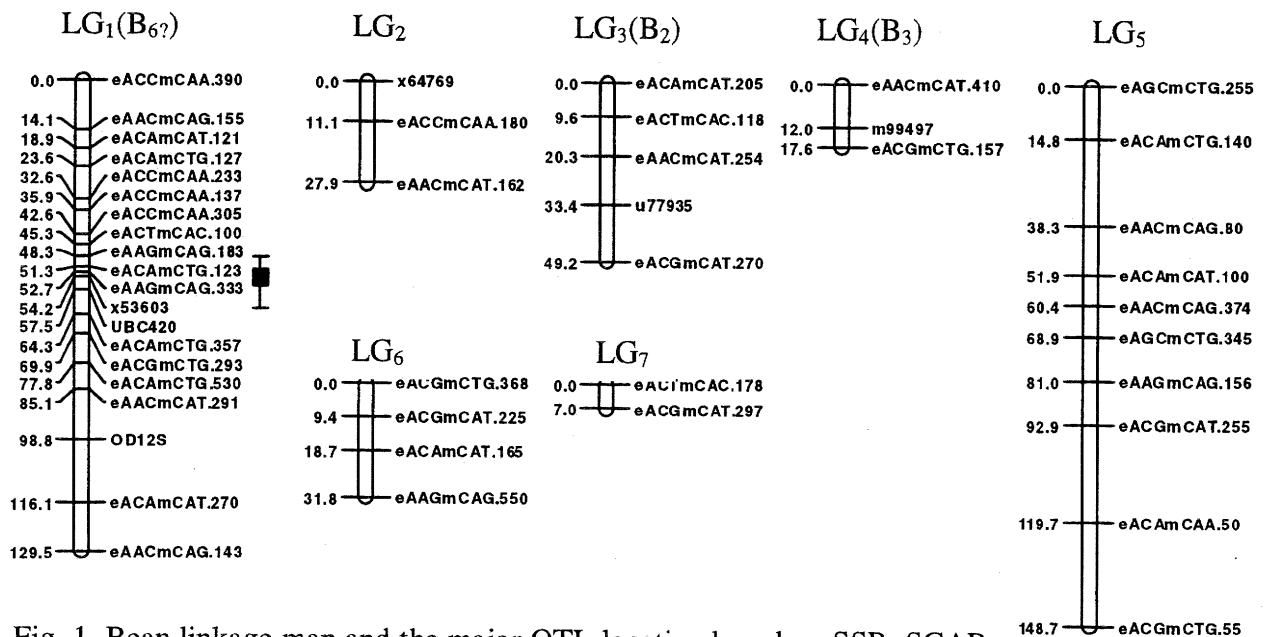 LG1(B6?)
0.0 eACCmCAA.390
14.1 eAACmCAG.155
18.9 eACAmCAT.121
23.6 eACAmCTG.127
32.6 eACCmCAA.233
35.9 eACCmCAA.137
42.6 eACCmCAA.305
45.3 eACTmCAC.100
48.3 eAAGmCAG.183
51.3 eACAmCTG.123
52.7 eAAGmCAG.333
54.2 x53603
57.5 UBC420
64.3 eACAmCTG.357
69.9 eACGmCTG.293
77.8 eACAmCTG.530
85.1 eAACmCAT.291
98.8 OD12S
116.1 eACAmCAT.270
129.5 eAACmCAG.143
LG2
0.0 x64769
11.1 eACCmCAA.180
27.9 eAACmCAT.162
LG3(B2)
0.0 eACAmCAT.205
9.6 eACTmCAC.118
20.3 eAACmCAT.254
33.4 u77935
49.2 eACGmCAT.270
LG4(B3)
0.0 eAACmCAT.410
12.0 m99497
17.6 eACGmCTG.157
LG5
0.0 eAGCmCTG.255
14.8 eACAmCTG.140
38.3 eAACmCAG.80
51.9 eACAmCAT.100
60.4 eAACmCAG.374
68.9 eAGCmCTG.345
81.0 eAAGmCAG.156
92.9 eACGmCAT.255
119.7 eACAmCAA.50
148.7 eACGmCTG.55
LG6
0.0 eACGmCTG.368
9.4 eACGmCAT.225
18.7 eACAmCAT.165
31.8 eAAGmCAG.550
LG7
0.0 eACTmCAC.178
7.0 eACGmCAT.297
Fig. 1. Bean linkage map and the major QTL location based on SSR, SCAR